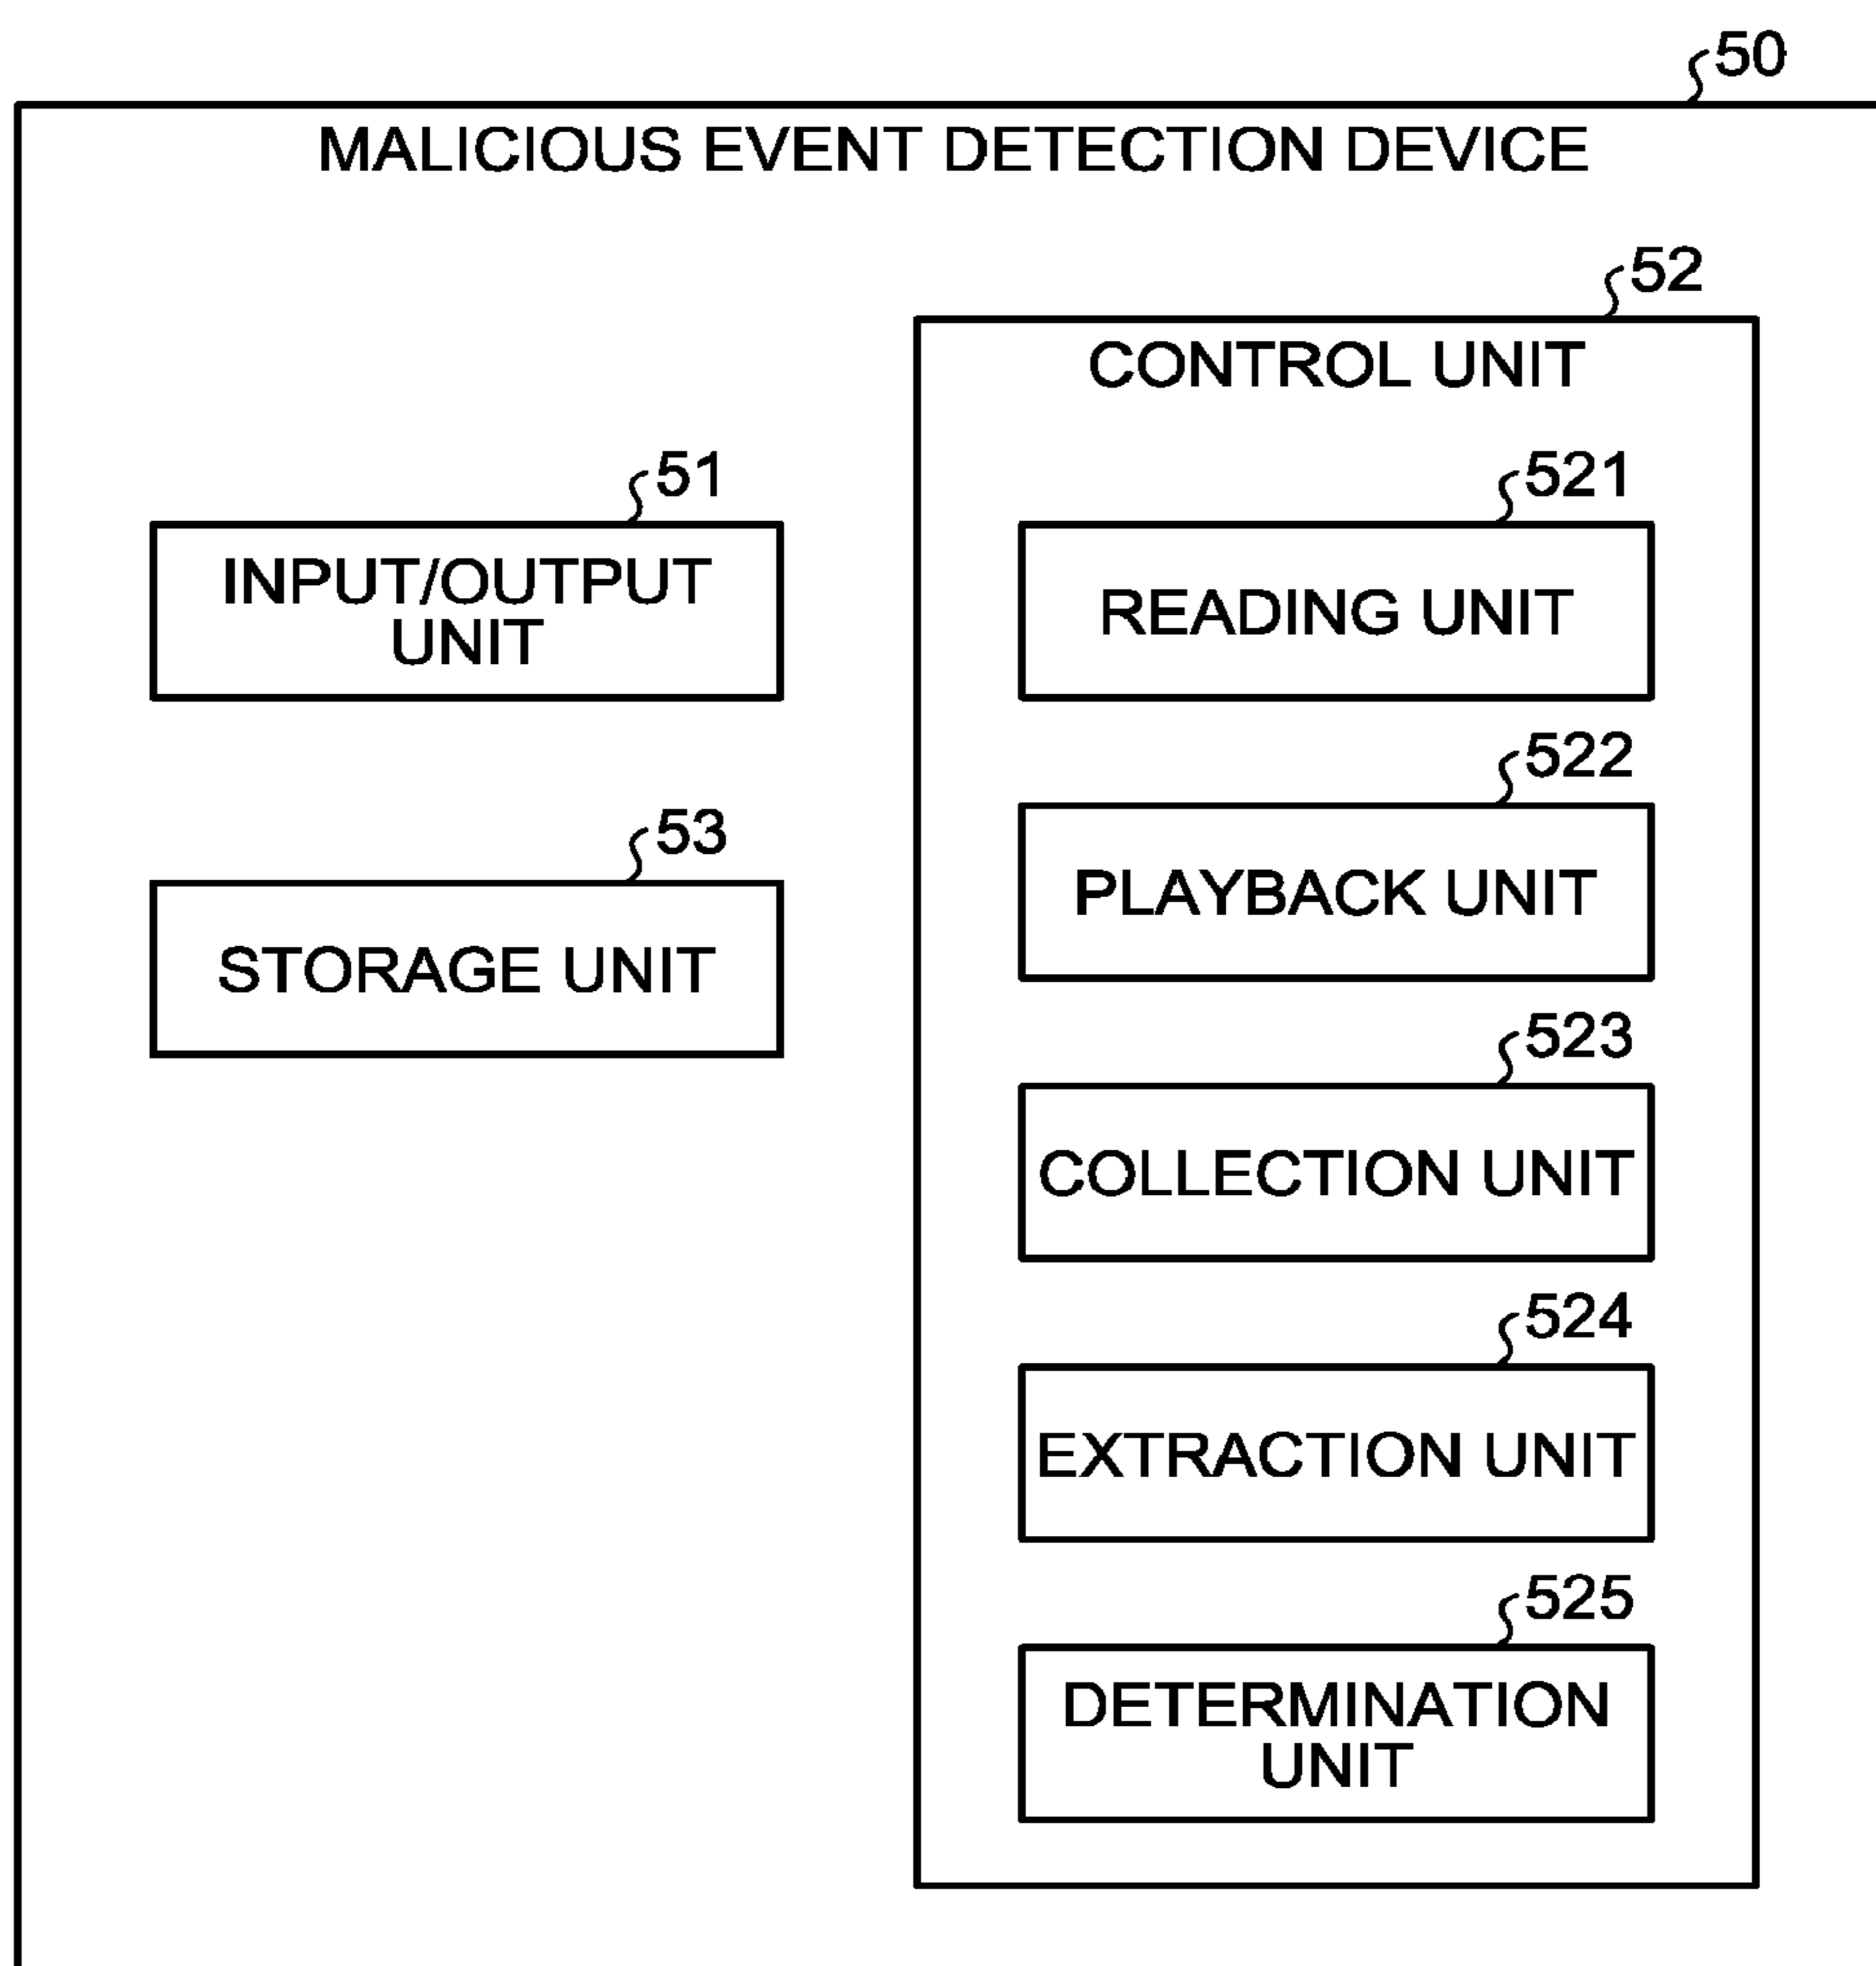 50
MALICIOUS EVENT DETECTION DEVICE
52
CONTROL UNIT
51
INPUT/OUTPUT
UNIT
53
STORAGE UNIT
521
READING UNIT
522
PLAYBACK UNIT
523
COLLECTION UNIT
524
EXTRACTION UNIT
525
DETERMINATION
UNIT